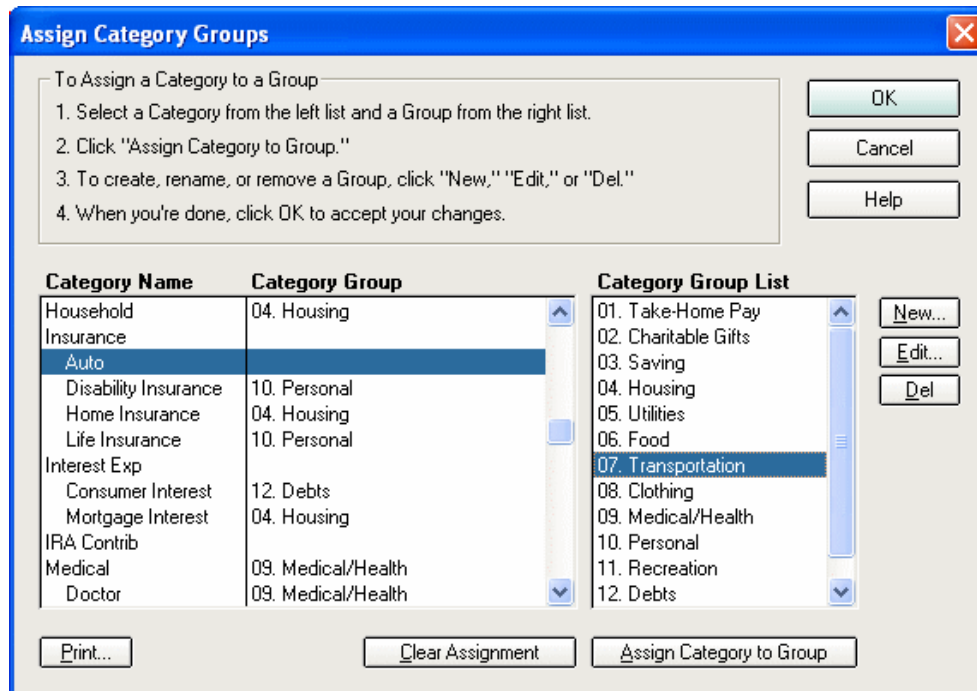 Assign Category Groups
To Assign a Category to a Group
1. Select a Category from the left list and a Group from the right list.
2. Click "Assign Category to Group."
3. To create, rename, or remove a Group, click "New," "Edit," or "Del."
4. When you're done, click OK to accept your changes.
OK
Cancel
Help
Category Name Category Group
Household 04. Housing
Insurance
Auto
Disability Insurance 10. Personal
Home Insurance 04. Housing
Life Insurance 10. Personal
Interest Exp
Consumer Interest 12. Debts
Mortgage Interest 04. Housing
IRA Contrib
Medical 09. Medical/Health
Doctor 09. Medical/Health
Category Group List
01. Take-Home Pay
02. Charitable Gifts
03. Saving
04. Housing
05. Utilities
06. Food
07. Transportation
08. Clothing
09. Medical/Health
10. Personal
11. Recreation
12. Debts
New...
Edit...
Del
Print...
Clear Assignment
Assign Category to Group